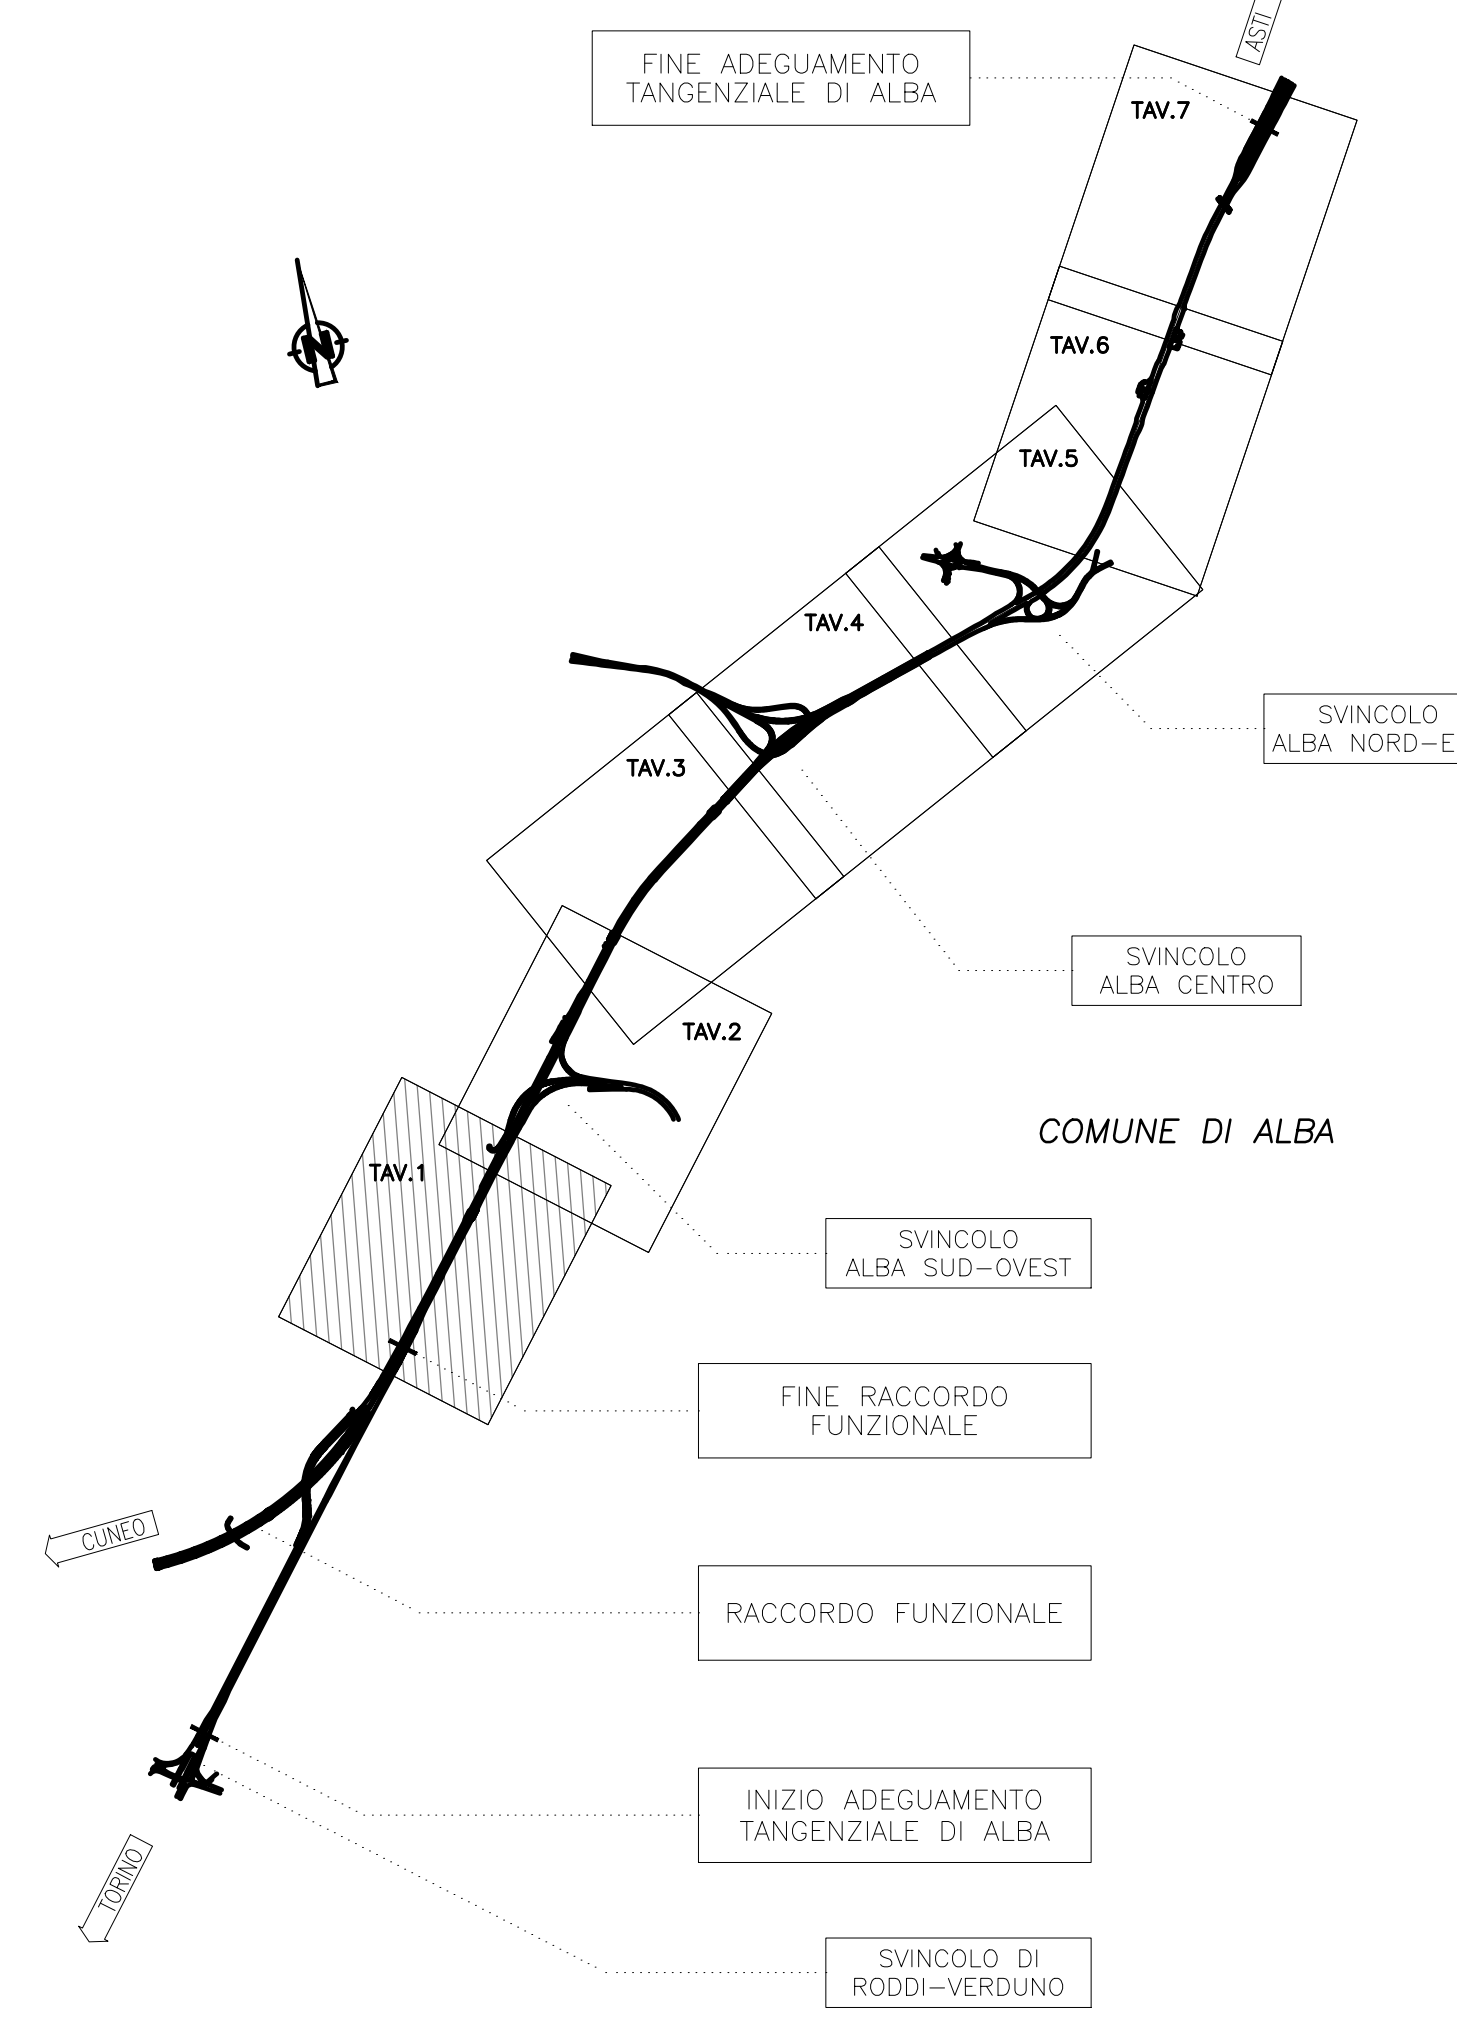 ASTI
FINE ADEGUAMENTO
TANGENZIALE DI ALBA
TAV.7
N
TAV.6
TAV.5
TAV.4
SVINCOLO
ALBA NORD-E
TAV.3
SVINCOLO
ALBA CENTRO
TAV.2
COMUNE DI ALBA
TAV.1
SVINCOLO
ALBA SUD-OVEST
FINE RACCORDO
FUNZIONALE
CUNEO
RACCORDO FUNZIONALE
INIZIO ADEGUAMENTO
TANGENZIALE DI ALBA
TORINO
SVINCOLO DI
RODDI-VERDUNO